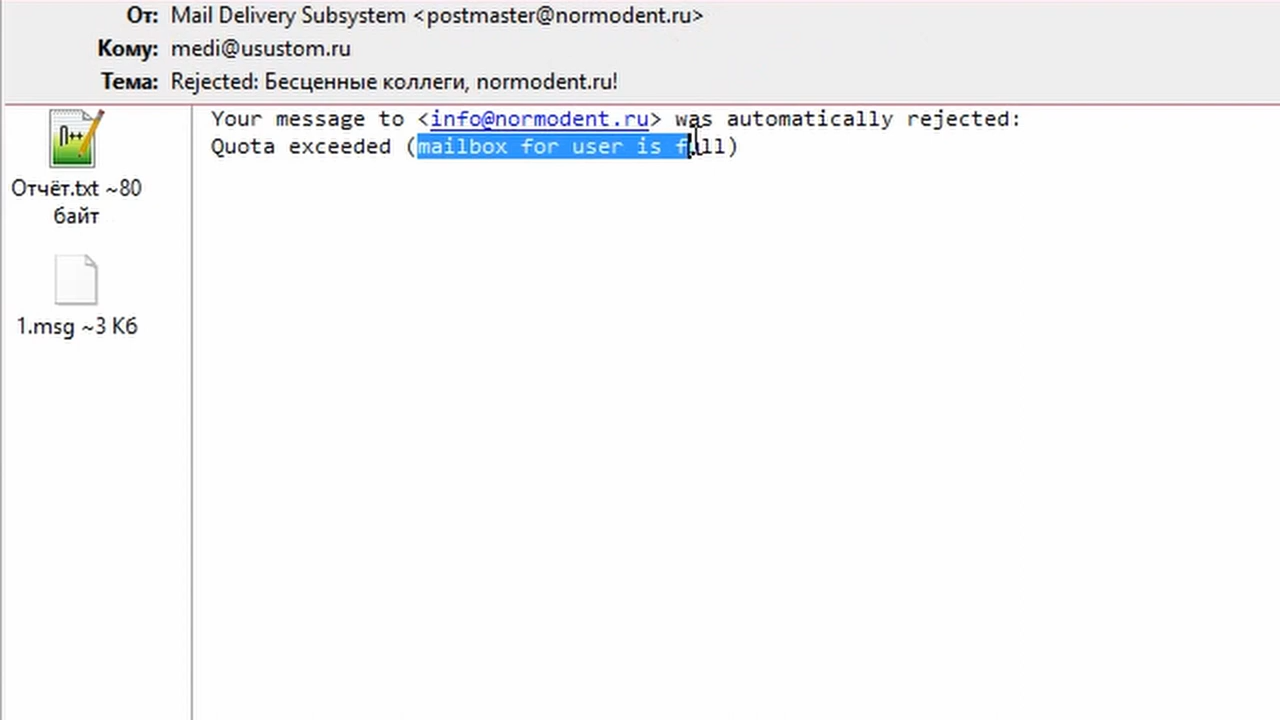 От: Mail Delivery Subsystem <postmaster@normodent.ru>
Кому: medi@usustom.ru
Тема: Rejected: Бесценные коллеги, normodent.ru!
Your message to <info@normodent.ru> was automatically rejected:
Quota exceeded (mailbox for user is full)
Отчёт.txt ~80
байт
1.msg ~3 Кб